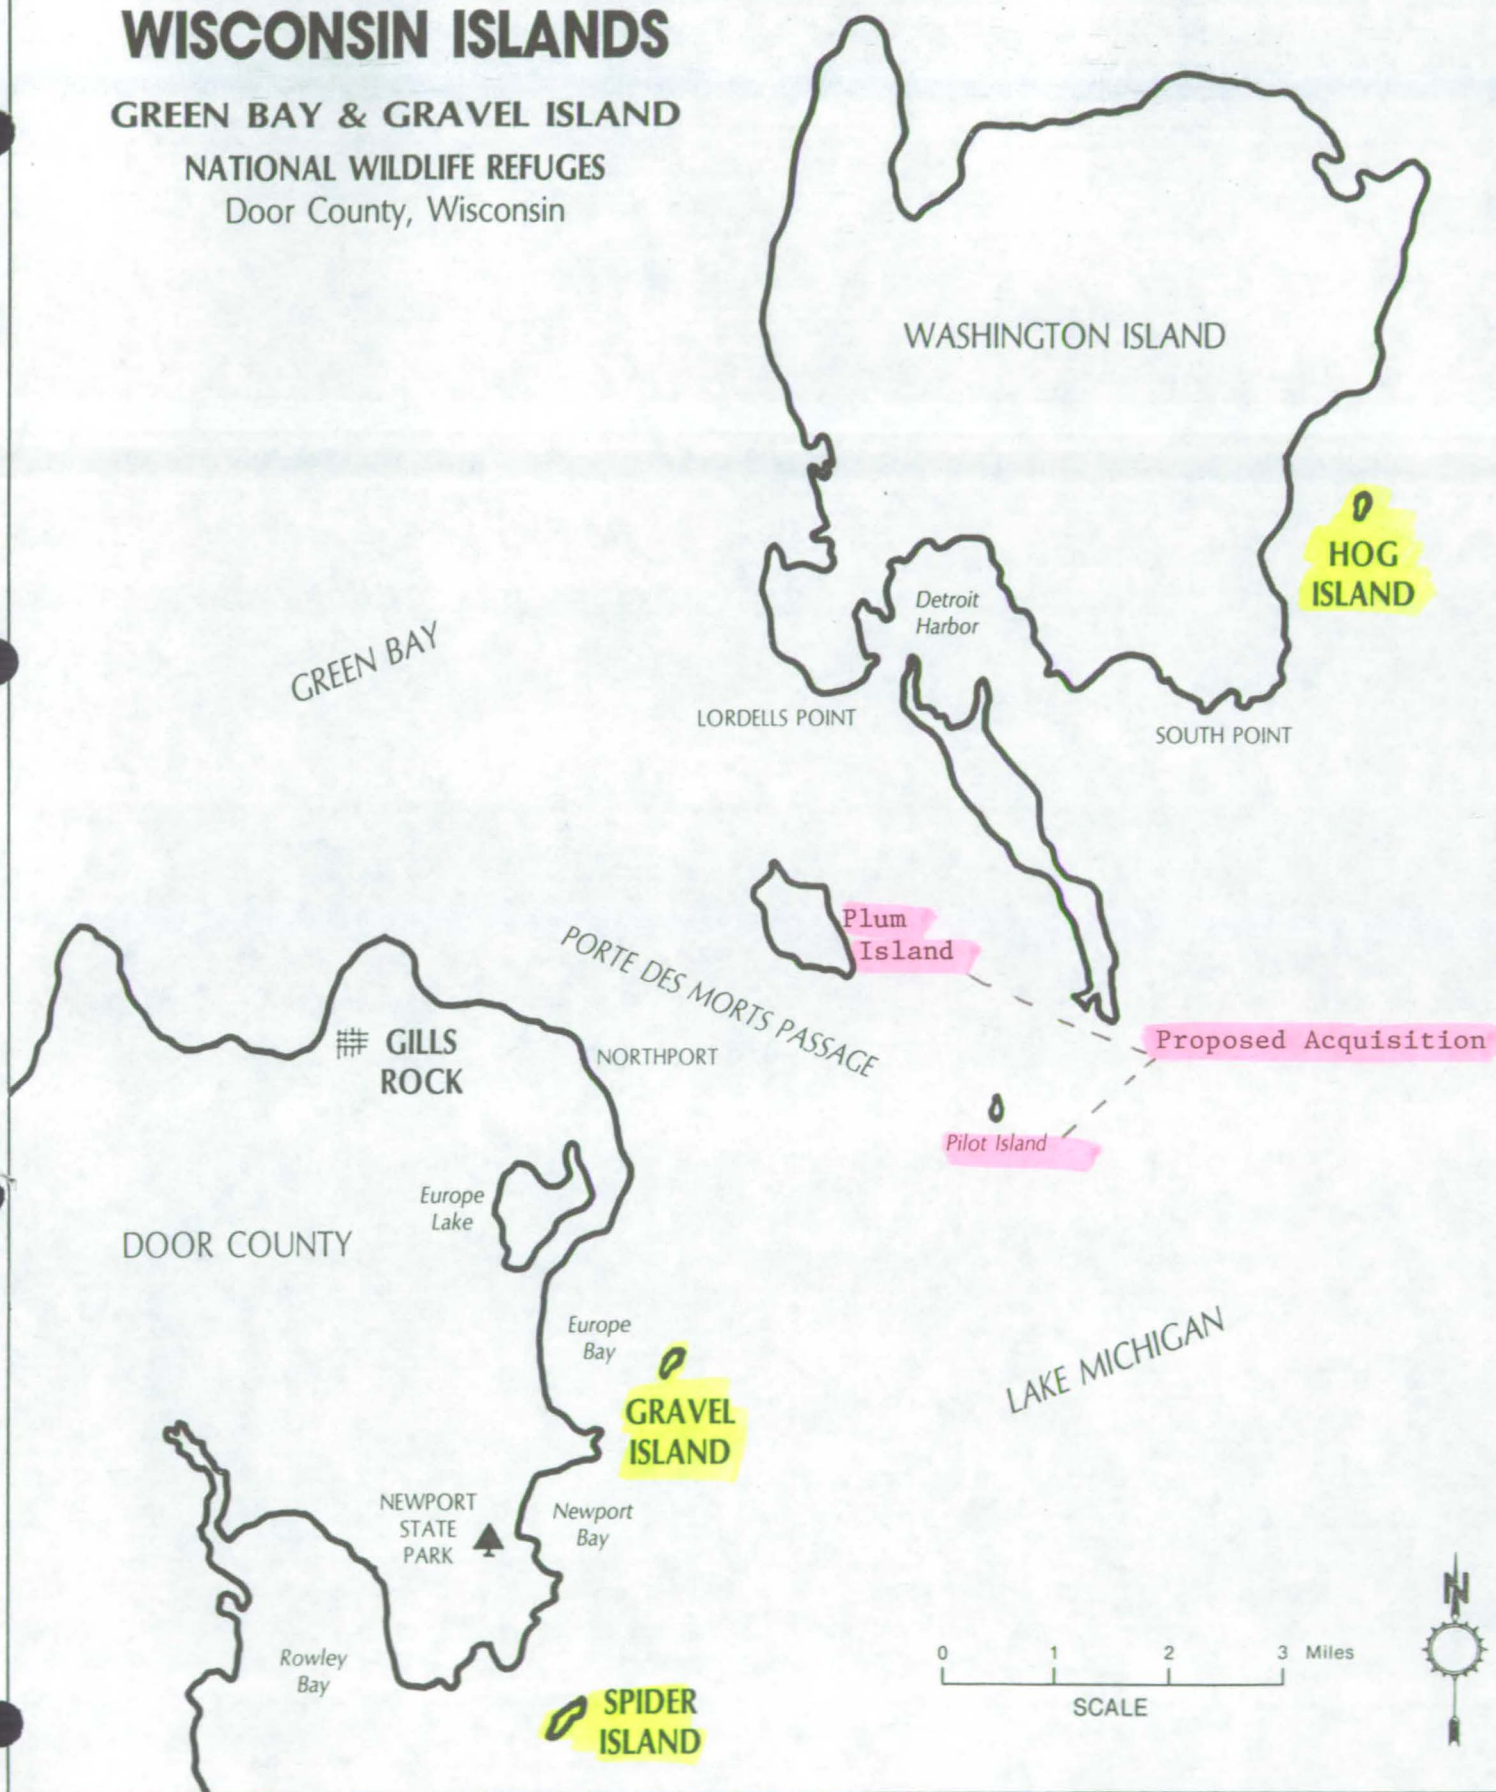 WISCONSIN ISLANDS
GREEN BAY & GRAVEL ISLAND
NATIONAL WILDLIFE REFUGES
Door County, Wisconsin
WASHINGTON ISLAND
HOG
ISLAND
Detroit
Harbor
GREEN BAY
LORDELLS POINT
SOUTH POINT
Plum
Island
PORTE DES MORTS PASSAGE
Proposed Acquisition
GILLS
ROCK
NORTHPORT
Pilot Island
Europe
Lake
DOOR COUNTY
Europe
Bay
LAKE MICHIGAN
GRAVEL
ISLAND
NEWPORT
STATE
PARK
Newport
Bay
N
Rowley
Bay
0 1 2 3 Miles
SCALE
SPIDER
ISLAND